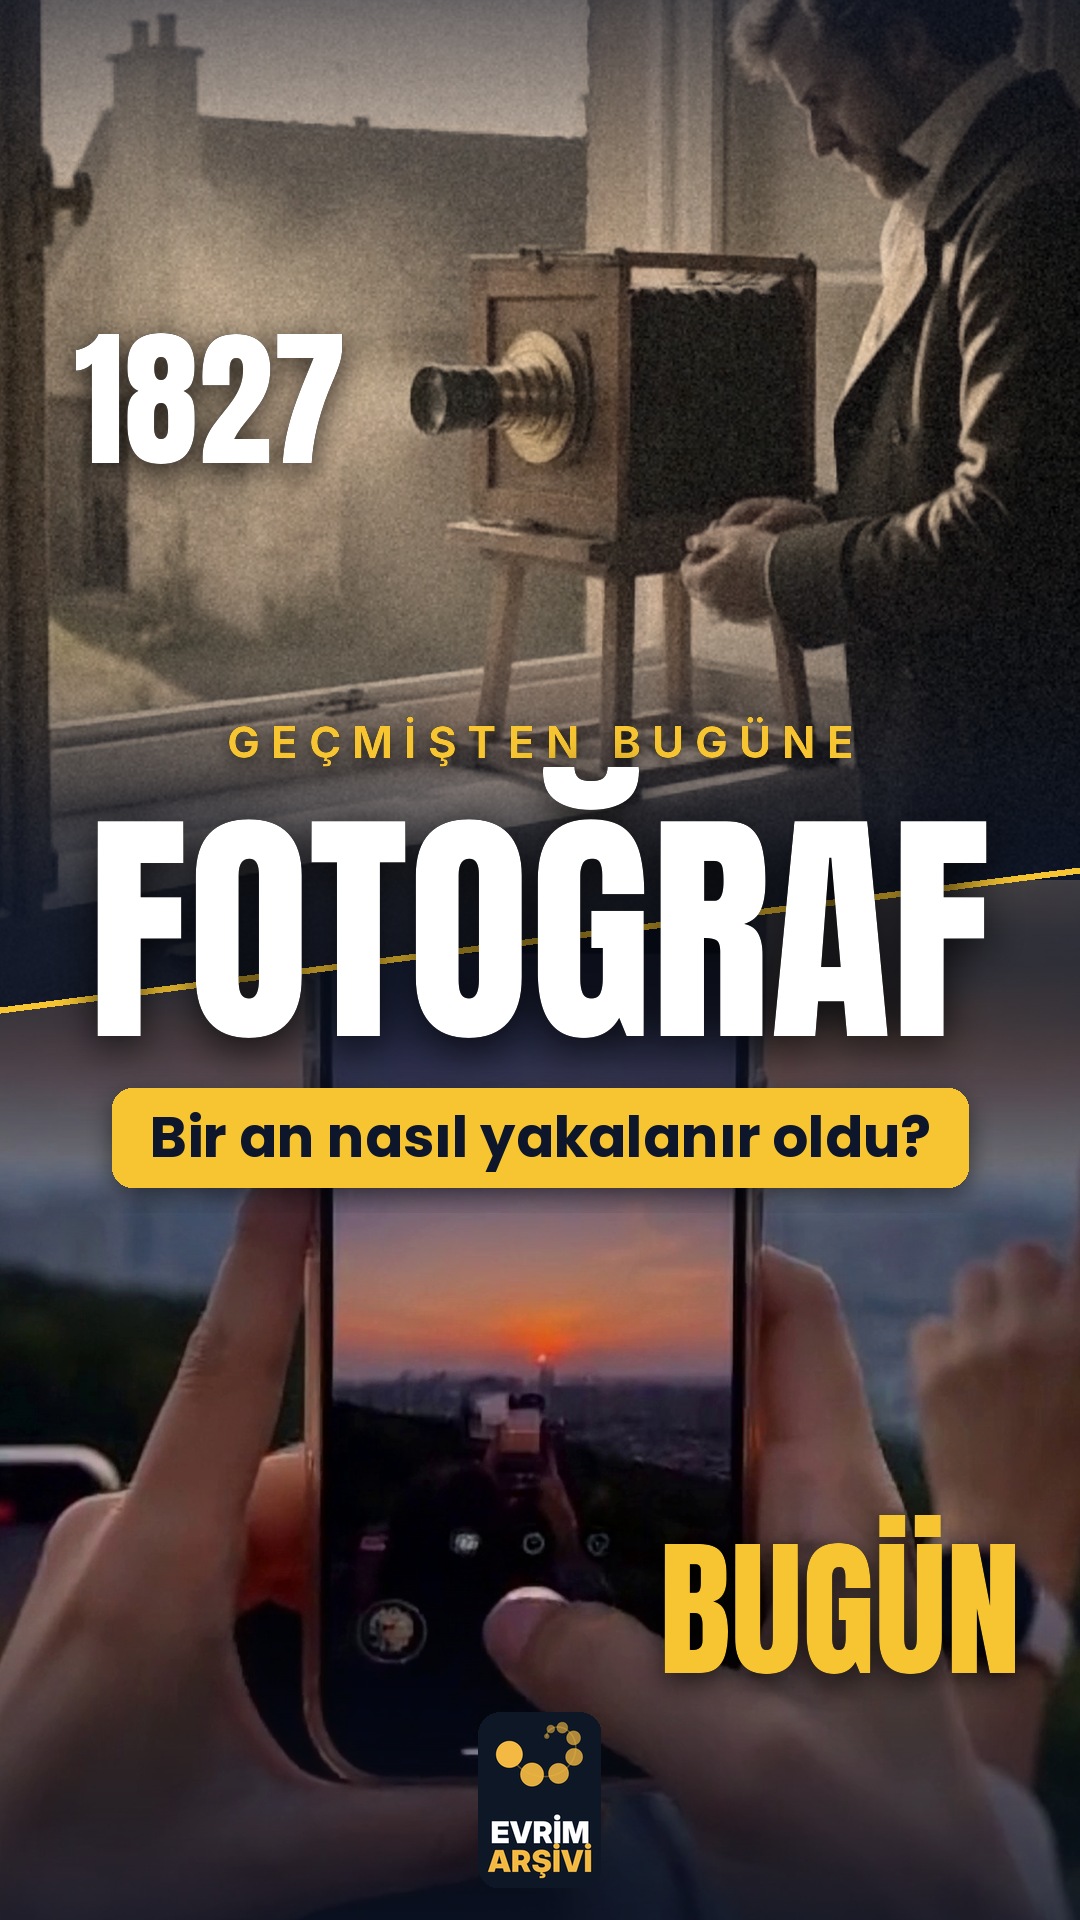 1827
GEÇMİŞTEN BUGÜNE
FOTOĞRAF
Bir an nasıl yakalanır oldu?
BUGÜN
EVRİM
ARŞİVİ